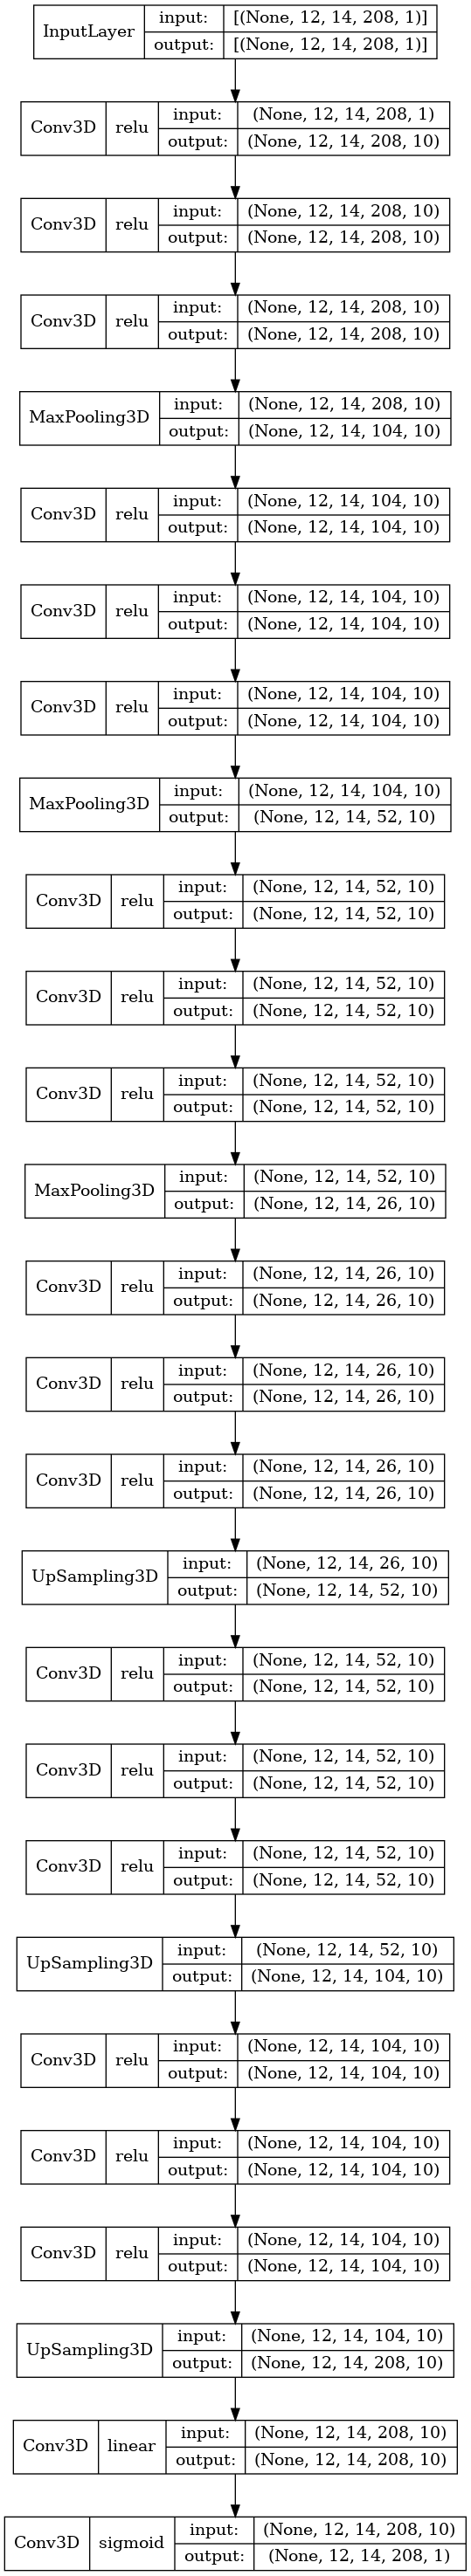 InputLayer input: [(None, 12, 14, 208, 1)]
output: [(None, 12, 14, 208, 1)]
Conv3D relu input: (None, 12, 14, 208, 1)
output: (None, 12, 14, 208, 10)
Conv3D relu input: (None, 12, 14, 208, 10)
output: (None, 12, 14, 208, 10)
Conv3D relu input: (None, 12, 14, 208, 10)
output: (None, 12, 14, 208, 10)
MaxPooling3D input: (None, 12, 14, 208, 10)
output: (None, 12, 14, 104, 10)
Conv3D relu input: (None, 12, 14, 104, 10)
output: (None, 12, 14, 104, 10)
Conv3D relu input: (None, 12, 14, 104, 10)
output: (None, 12, 14, 104, 10)
Conv3D relu input: (None, 12, 14, 104, 10)
output: (None, 12, 14, 104, 10)
MaxPooling3D input: (None, 12, 14, 104, 10)
output: (None, 12, 14, 52, 10)
Conv3D relu input: (None, 12, 14, 52, 10)
output: (None, 12, 14, 52, 10)
Conv3D relu input: (None, 12, 14, 52, 10)
output: (None, 12, 14, 52, 10)
Conv3D relu input: (None, 12, 14, 52, 10)
output: (None, 12, 14, 52, 10)
MaxPooling3D input: (None, 12, 14, 52, 10)
output: (None, 12, 14, 26, 10)
Conv3D relu input: (None, 12, 14, 26, 10)
output: (None, 12, 14, 26, 10)
Conv3D relu input: (None, 12, 14, 26, 10)
output: (None, 12, 14, 26, 10)
Conv3D relu input: (None, 12, 14, 26, 10)
output: (None, 12, 14, 26, 10)
UpSampling3D input: (None, 12, 14, 26, 10)
output: (None, 12, 14, 52, 10)
Conv3D relu input: (None, 12, 14, 52, 10)
output: (None, 12, 14, 52, 10)
Conv3D relu input: (None, 12, 14, 52, 10)
output: (None, 12, 14, 52, 10)
Conv3D relu input: (None, 12, 14, 52, 10)
output: (None, 12, 14, 52, 10)
UpSampling3D input: (None, 12, 14, 52, 10)
output: (None, 12, 14, 104, 10)
Conv3D relu input: (None, 12, 14, 104, 10)
output: (None, 12, 14, 104, 10)
Conv3D relu input: (None, 12, 14, 104, 10)
output: (None, 12, 14, 104, 10)
Conv3D relu input: (None, 12, 14, 104, 10)
output: (None, 12, 14, 104, 10)
UpSampling3D input: (None, 12, 14, 104, 10)
output: (None, 12, 14, 208, 10)
Conv3D linear input: (None, 12, 14, 208, 10)
output: (None, 12, 14, 208, 10)
Conv3D sigmoid input: (None, 12, 14, 208, 10)
output: (None, 12, 14, 208, 1)